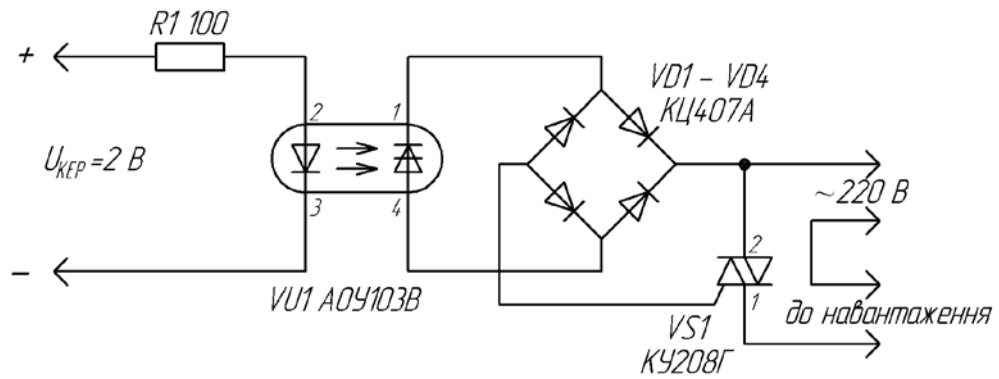 R1 100
+
VD1 – VD4
КЦ407А
2
1
UКЕР=2 В
~220 В
3
4
2
–
VU1 АОУ103В
1
до навантаження
VS1
КУ208Г